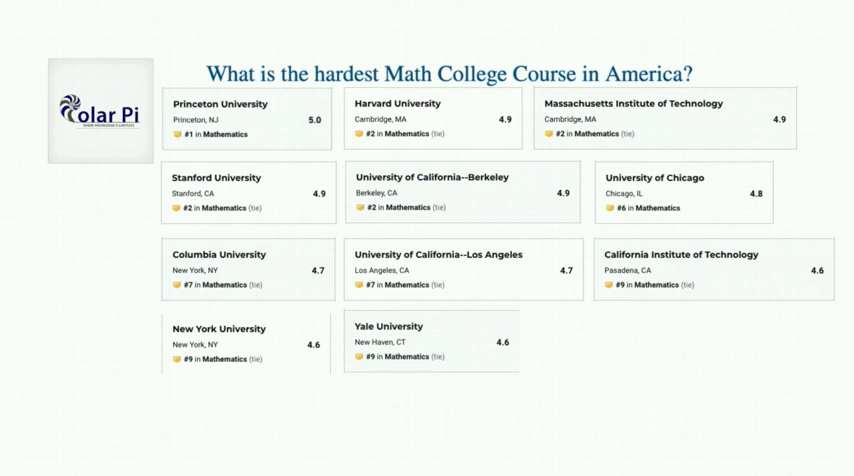 What is the hardest Math College Course in America?
olar Pi
Princeton University
Princeton, NJ
5.0
#1 in Mathematics
Harvard University
Cambridge, MA
4.9
#2 in Mathematics (tie)
Massachusetts Institute of Technology
Cambridge, MA
4.9
#2 in Mathematics (tie)
Stanford University
Stanford, CA
4.9
#2 in Mathematics (tie)
University of California--Berkeley
Berkeley, CA
4.9
#2 in Mathematics (tie)
University of Chicago
Chicago, IL
4.8
#6 in Mathematics
Columbia University
New York, NY
4.7
#7 in Mathematics (tie)
University of California--Los Angeles
Los Angeles, CA
4.7
#7 in Mathematics (tie)
California Institute of Technology
Pasadena, CA
4.6
#9 in Mathematics (tie)
New York University
New York, NY
4.6
#9 in Mathematics (tie)
Yale University
New Haven, CT
4.6
#9 in Mathematics (tie)